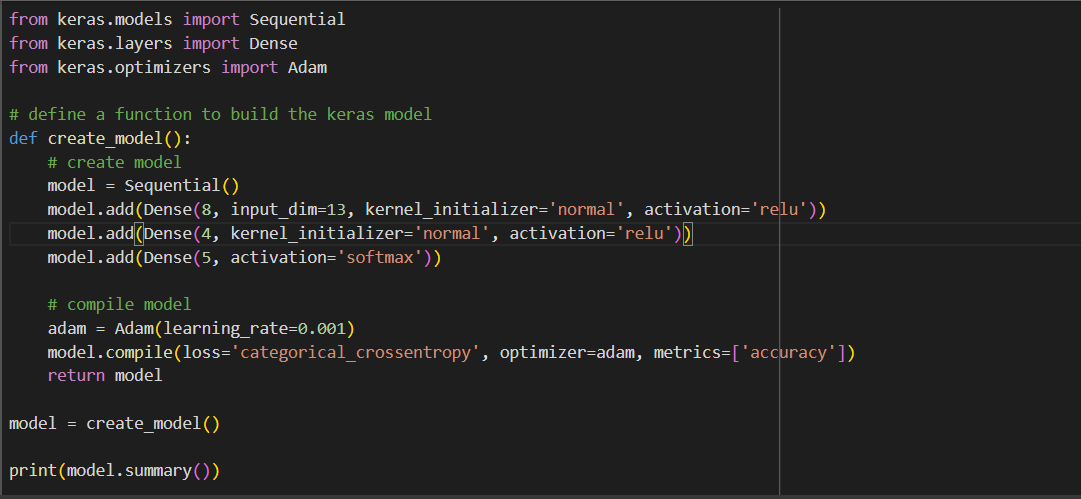 from keras.models import Sequential
from keras.layers import Dense
from keras.optimizers import Adam

# define a function to build the keras model
def create_model():
    # create model
    model = Sequential()
    model.add(Dense(8, input_dim=13, kernel_initializer='normal', activation='relu'))
    model.add(Dense(4, kernel_initializer='normal', activation='relu'))
    model.add(Dense(5, activation='softmax'))

    # compile model
    adam = Adam(learning_rate=0.001)
    model.compile(loss='categorical_crossentropy', optimizer=adam, metrics=['accuracy'])
    return model

model = create_model()

print(model.summary())